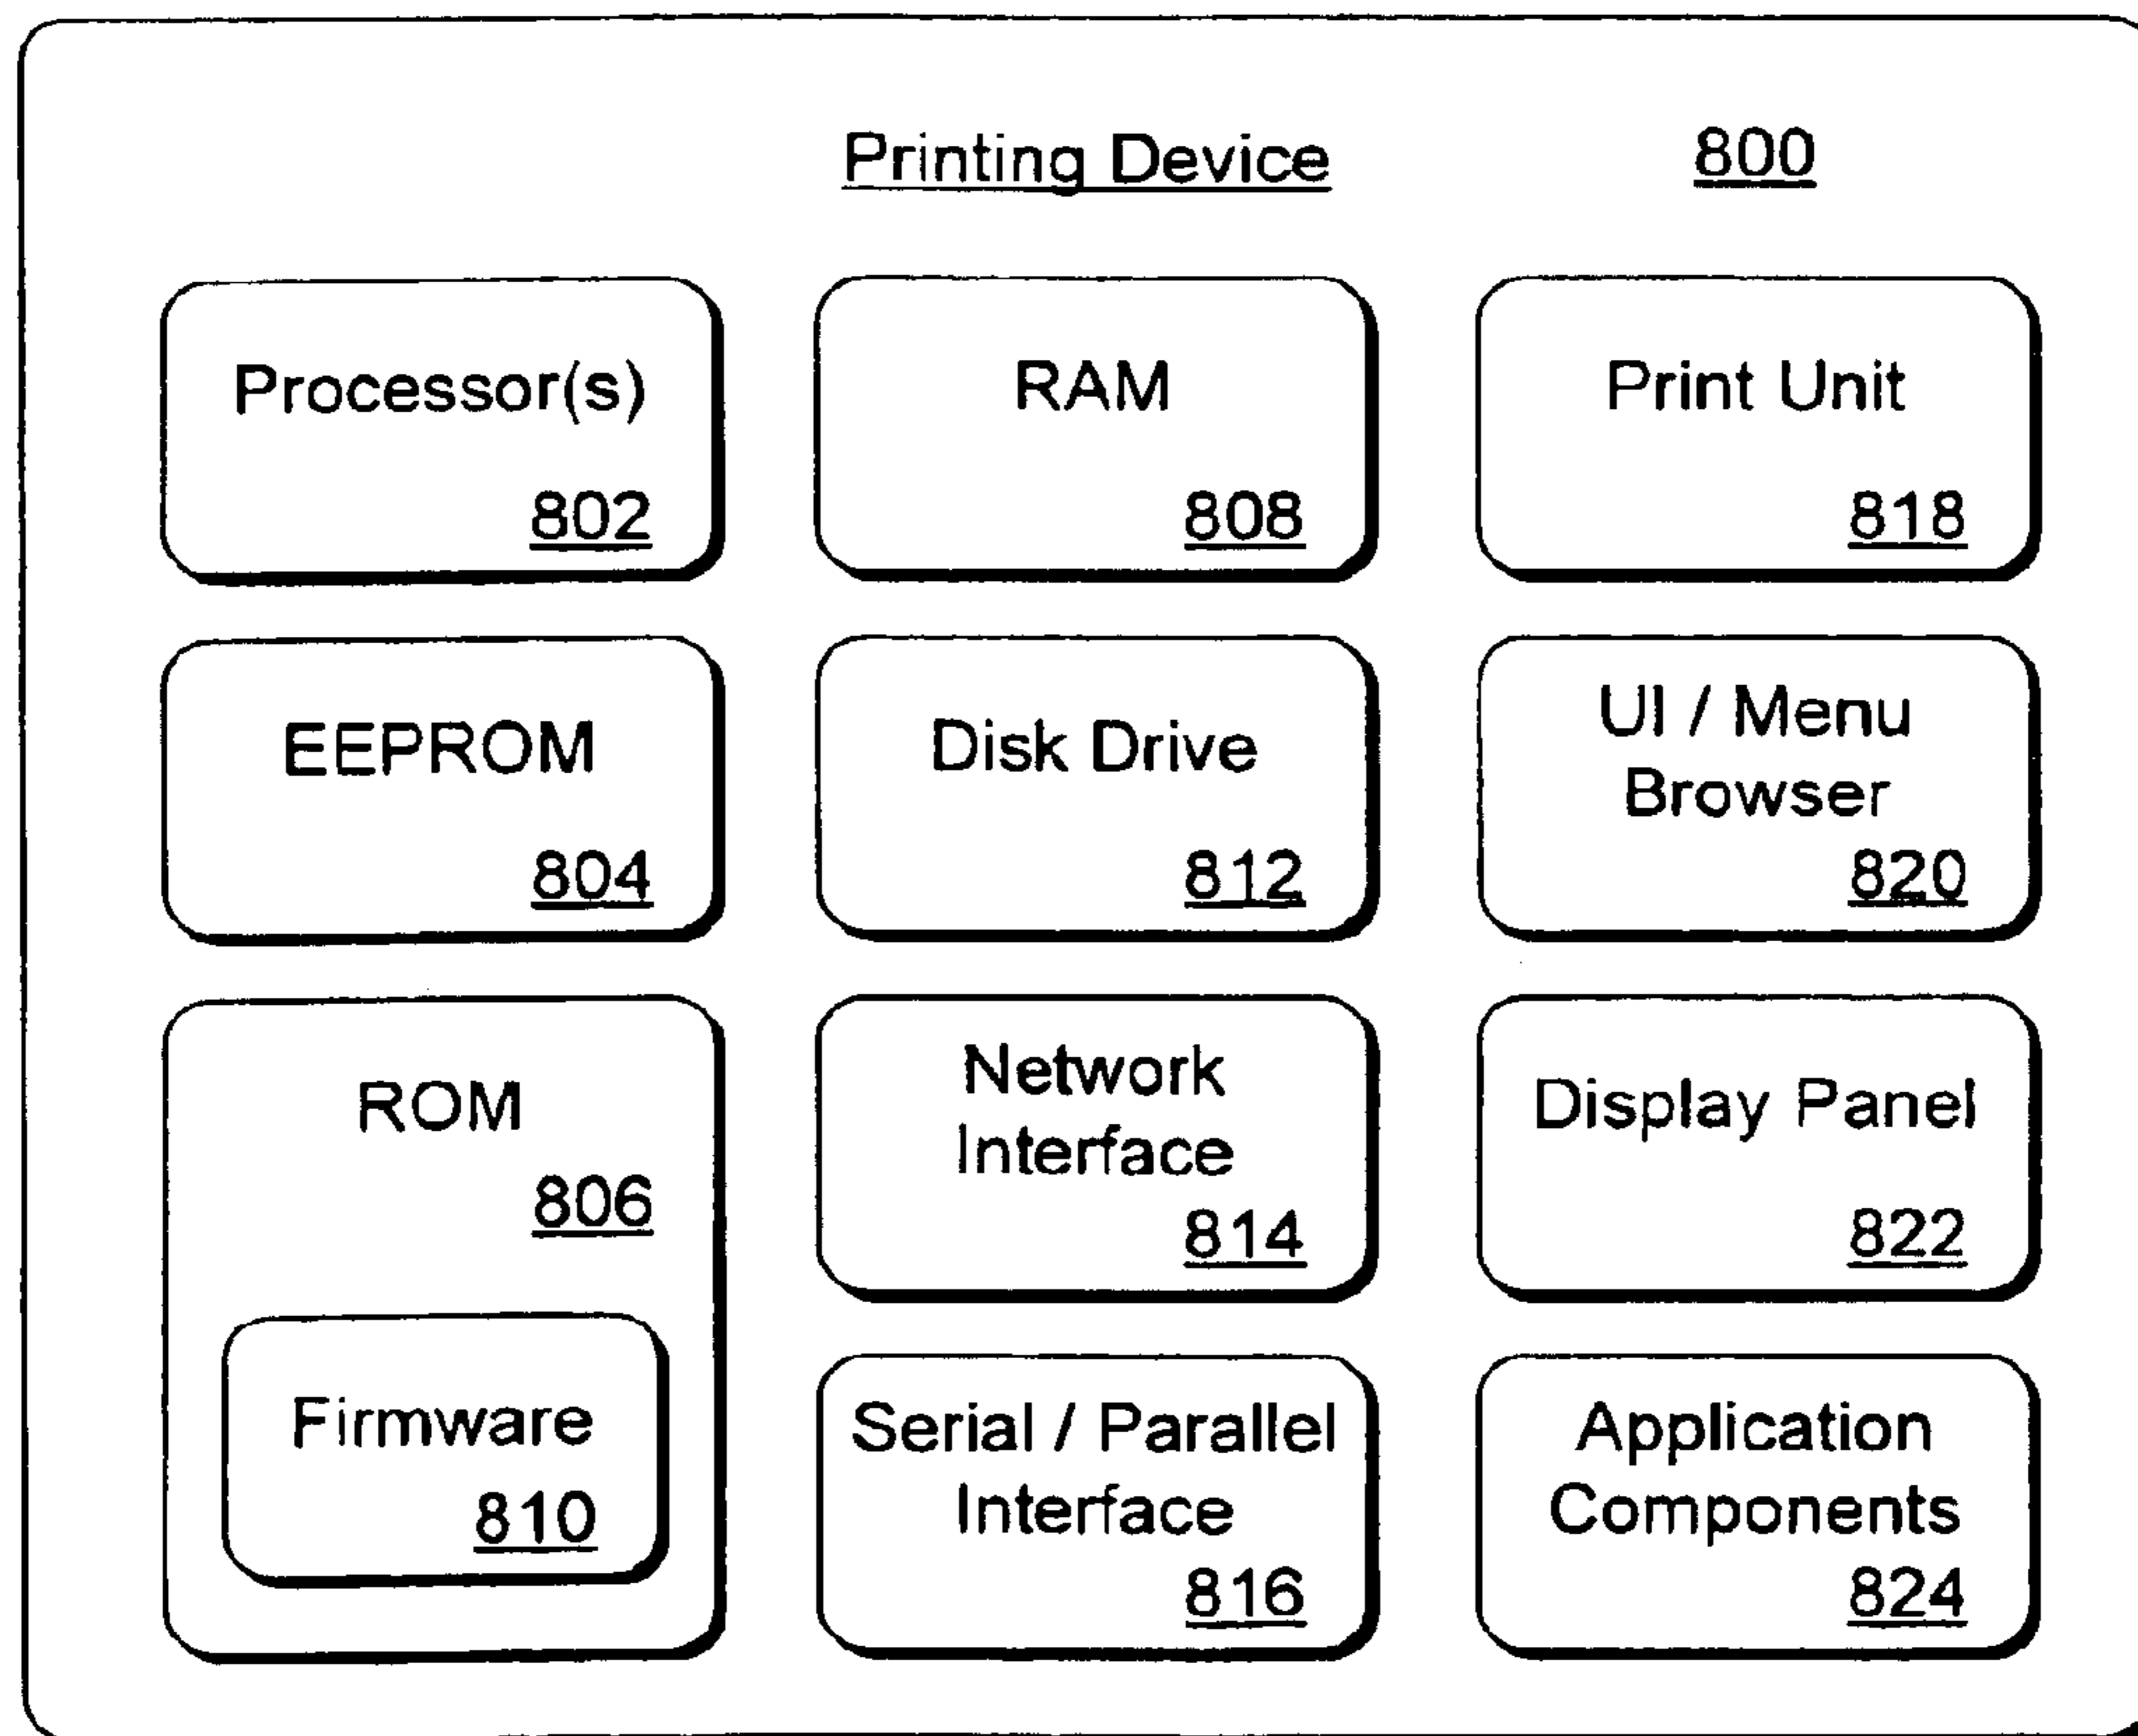 Printing Device 800
Processor(s)
802
RAM
808
Print Unit
818
EEPROM
804
Disk Drive
812
UI / Menu
Browser
820
ROM
806
Firmware
810
Network
Interface
814
Display Panel
822
Serial / Parallel
Interface
816
Application
Components
824